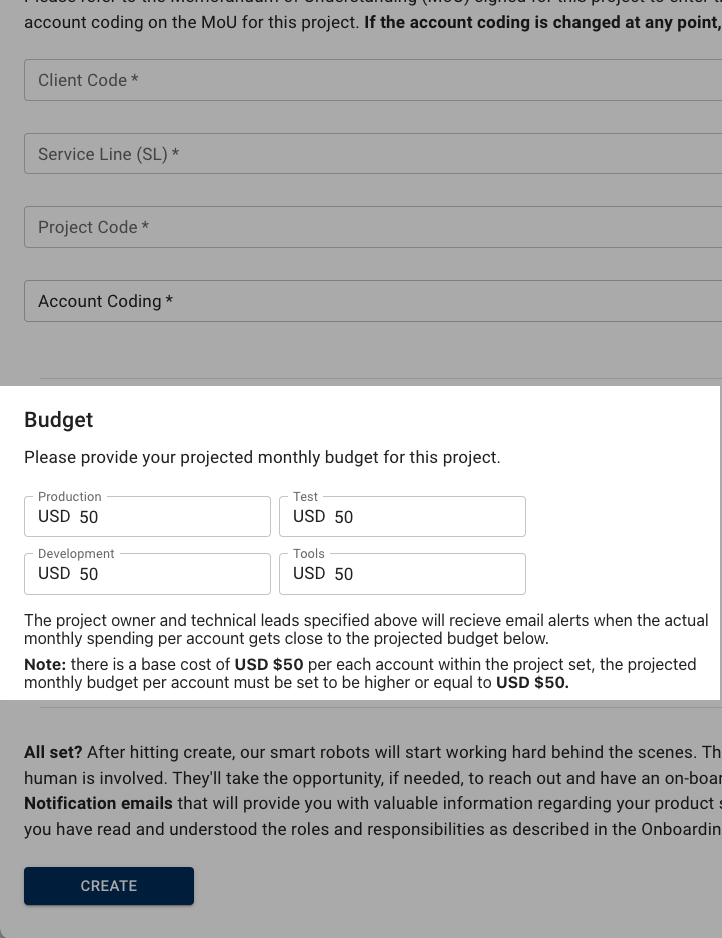 Please refer to the Memorandum of Understanding (MoU) signed for this project to enter
account coding on the MoU for this project. If the account coding is changed at any point,
Client Code *
Service Line (SL) *
Project Code *
Account Coding *
Budget
Please provide your projected monthly budget for this project.
Production Test
USD 50 USD 50
Development Tools
USD 50 USD 50
The project owner and technical leads specified above will recieve email alerts when the actual
monthly spending per account gets close to the projected budget below.
Note: there is a base cost of USD $50 per each account within the project set, the projected
monthly budget per account must be set to be higher or equal to USD $50.
All set? After hitting create, our smart robots will start working hard behind the scenes. Th
human is involved. They'll take the opportunity, if needed, to reach out and have an on-boar
Notification emails that will provide you with valuable information regarding your product s
you have read and understood the roles and responsibilities as described in the Onboardin
CREATE